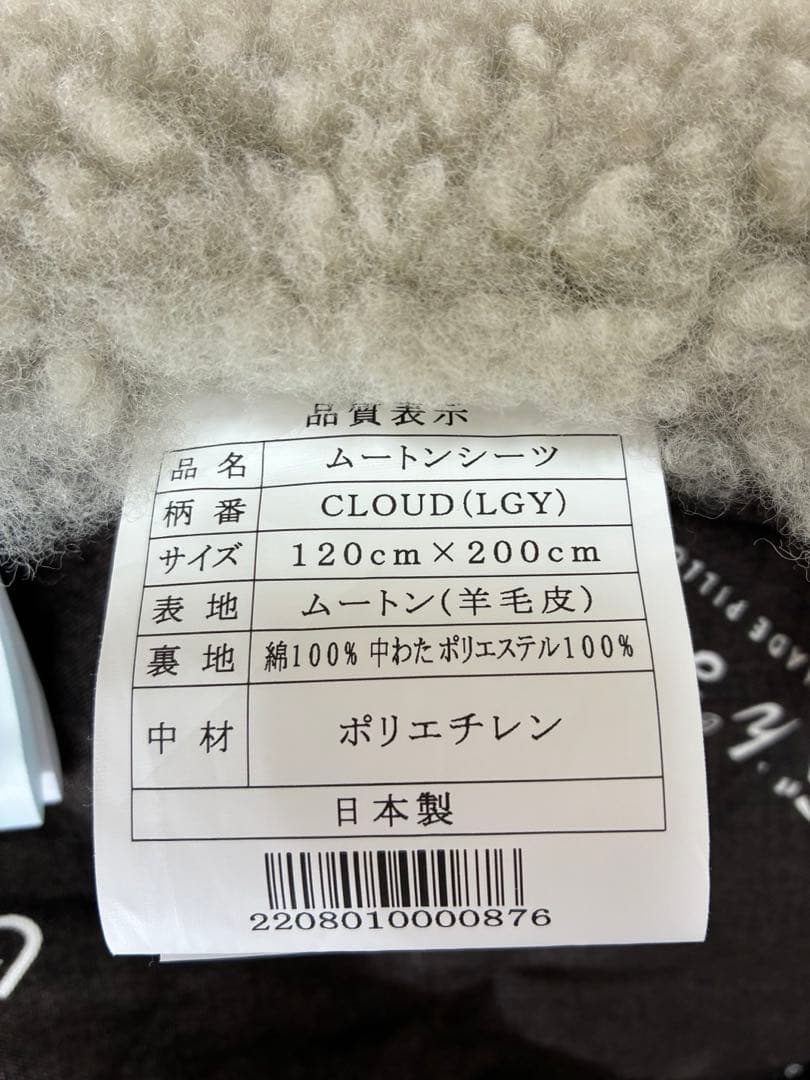 品質表示
品名 ムートンシーツ
柄番 CLOUD(LGY)
サイズ 120cm×200cm
表地 ムートン(羊毛皮)
裏地 綿100% 中わた ポリエステル100%
中材 ポリエチレン
日本製
2208010000876